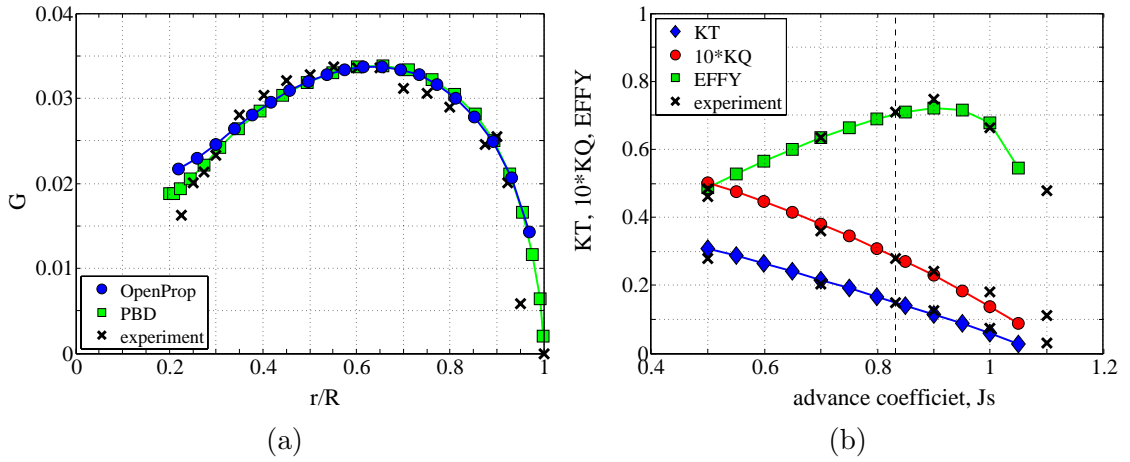 0.04
0.03
0.02
0.01
0
G
0
0.2
0.4
0.6
0.8
1
r/R
OpenProp
PBD
experiment
(a)
1
0.8
0.6
0.4
0.2
0
KT, 10*KQ, EFFY
0.4
0.6
0.8
1
1.2
advance coefficiet, Js
KT
10*KQ
EFFY
experiment
(b)